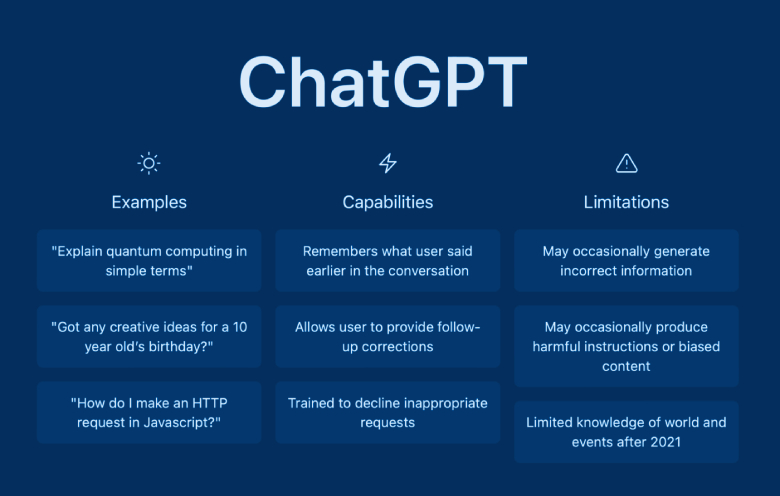 ChatGPT
Examples
"Explain quantum computing in
simple terms"
"Got any creative ideas for a 10
year old's birthday?"
"How do I make an HTTP
request in Javascript?"
Capabilities
Remembers what user said
earlier in the conversation
Allows user to provide follow-
up corrections
Trained to decline inappropriate
requests
Limitations
May occasionally generate
incorrect information
May occasionally produce
harmful instructions or biased
content
Limited knowledge of world and
events after 2021